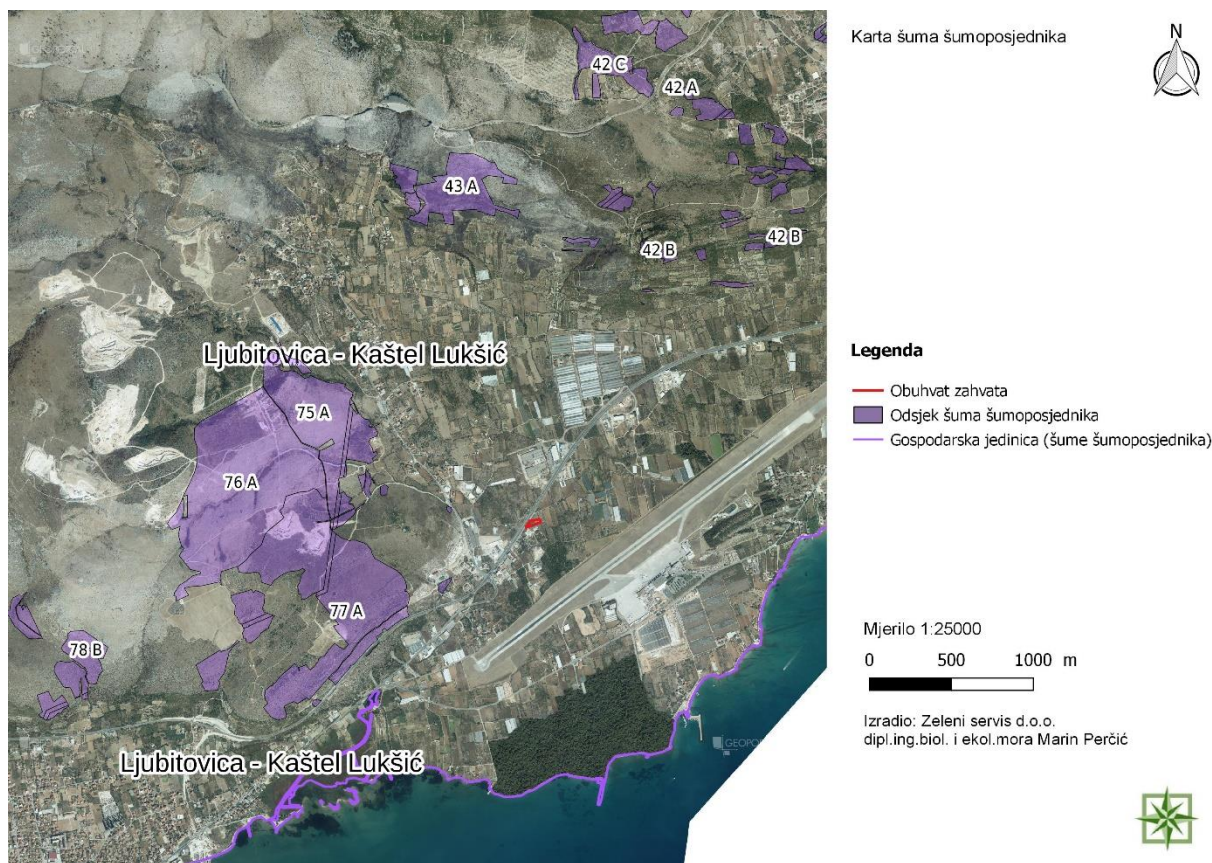 GEOPORTAL
42 C
42 A
43 A
42 B
42 B
Ljubitovica - Kaštel Lukšić
75 A
76 A
77 A
78 B
Ljubitovica - Kaštel Lukšić
Karta šuma šumoposjednika
N
Legenda
Obuhvat zahvata
Odsjek šuma šumoposjednika
Gospodarska jedinica (šume šumoposjednika)
Mjerilo 1:25000
0 500 1000 m
Izradio: Zeleni servis d.o.o.
dipl.ing.biol. i ekol.mora Marin Perčić